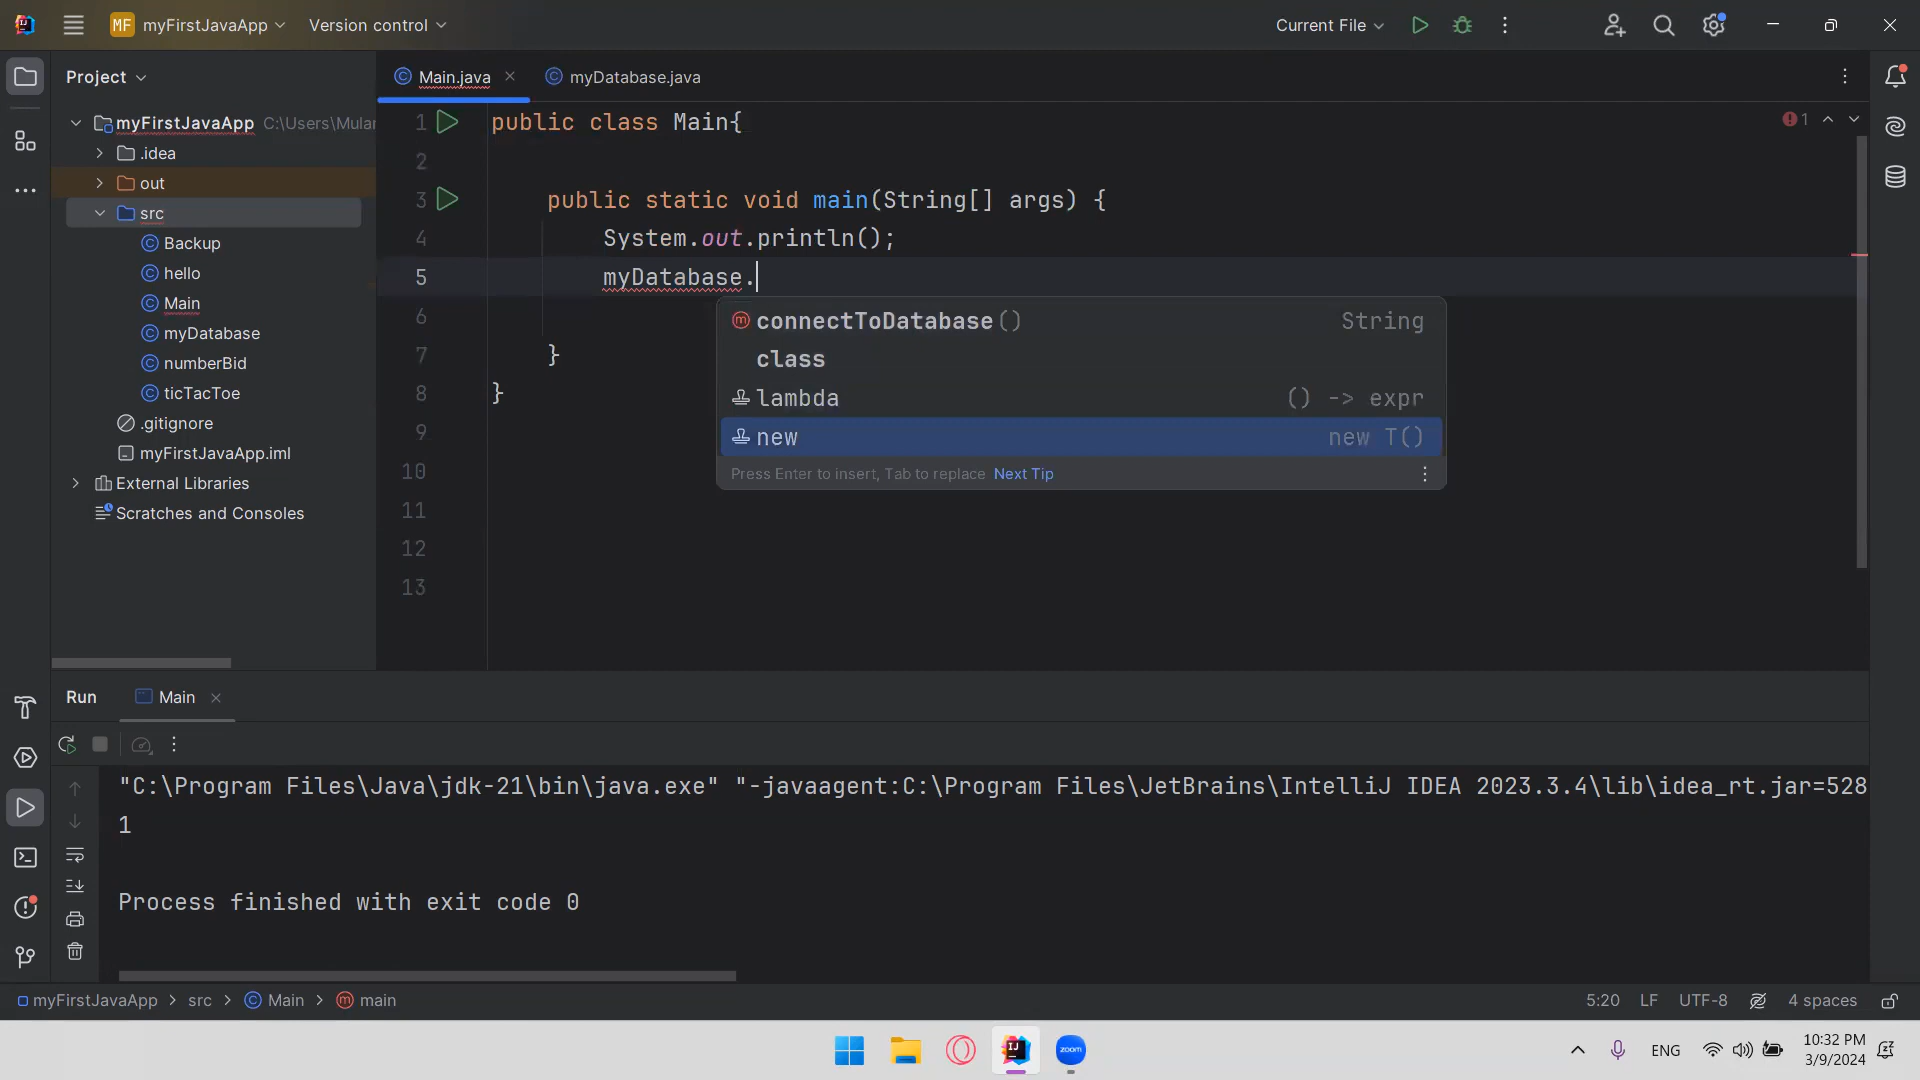 MF myFirstJavaApp Version control Current File
Project
Main.java myDatabase.java
myFirstJavaApp C:\Users\Mular
.idea
out
src
Backup
hello
Main
myDatabase
numberBid
ticTacToe
.gitignore
myFirstJavaApp.iml
External Libraries
Scratches and Consoles
1 public class Main{
1
2
3 public static void main(String[] args) {
4 System.out.println();
5 myDatabase.
6
7 }
8 }
9
10
11
12
13
connectToDatabase() String
class
lambda () -> expr
new new T()
Press Enter to insert, Tab to replace Next Tip
Run Main
"C:\Program Files\Java\jdk-21\bin\java.exe" "-javaagent:C:\Program Files\JetBrains\IntelliJ IDEA 2023.3.4\lib\idea_rt.jar=528
1
Process finished with exit code 0
myFirstJavaApp > src > Main > main 5:20 LF UTF-8 4 spaces
IJ zoom ENG 10:32 PM
3/9/2024